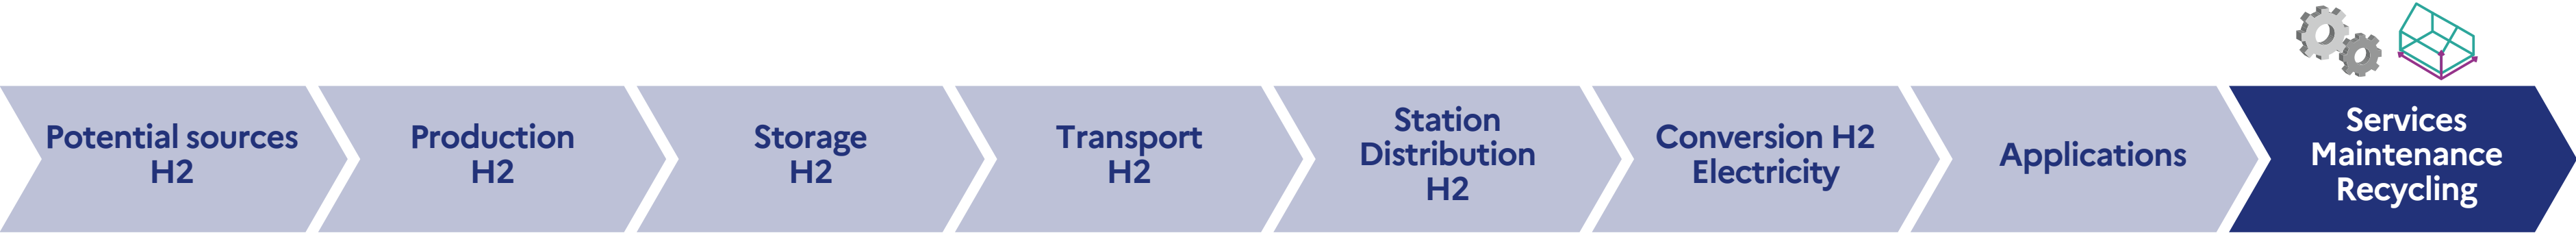 Potential sources
H2
Production
H2
Storage
H2
Transport
H2
Station
Distribution
H2
Conversion H2
Electricity
Applications
Services
Maintenance
Recycling